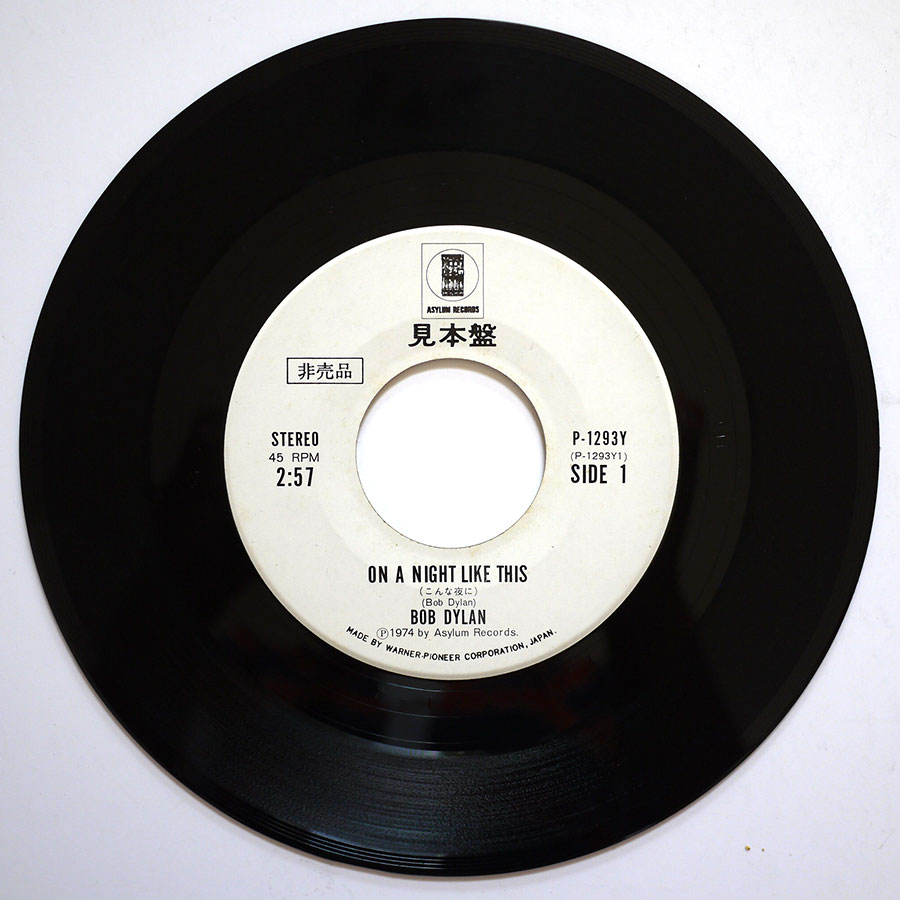 ASYLUM RECORDS
見本盤
非売品
STEREO
45 RPM
2:57
P-1293Y
(P-1293Y1)
SIDE 1
ON A NIGHT LIKE THIS
(こんな夜に)
(Bob Dylan)
BOB DYLAN
Ⓟ1974 by Asylum Records.
MADE BY WARNER-PIONEER CORPORATION, JAPAN.